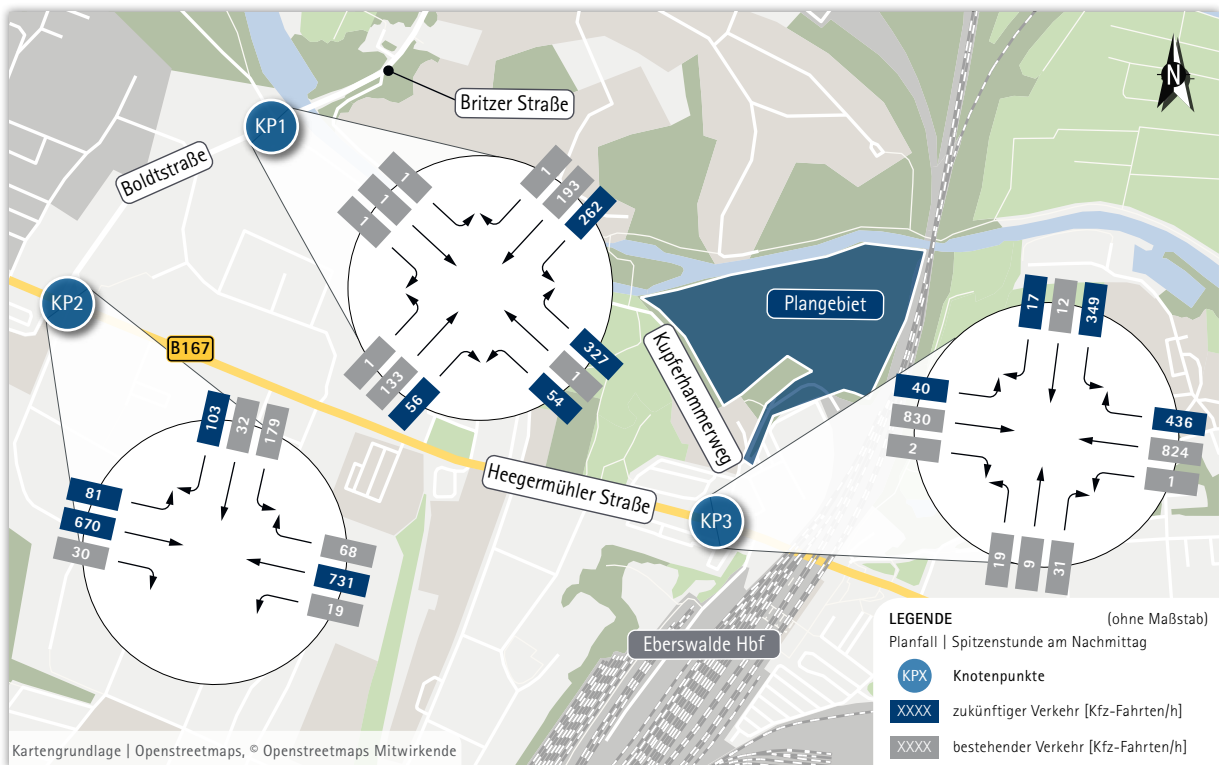 N
Britzer Straße
KP1
Boldtstraße
1
1
1
1
193
262
1
133
56
327
1
54
KP2
B167
103
32
179
81
670
30
68
731
19
Plangebiet
Kupferhammerweg
Heegermühler Straße
KP3
17
12
349
40
830
2
436
824
1
19
9
31
Eberswalde Hbf
LEGENDE (ohne Maßstab)
Planfall | Spitzenstunde am Nachmittag
KPX Knotenpunkte
XXXX zukünftiger Verkehr [Kfz-Fahrten/h]
XXXX bestehender Verkehr [Kfz-Fahrten/h]
Kartengrundlage | Openstreetmaps, © Openstreetmaps Mitwirkende